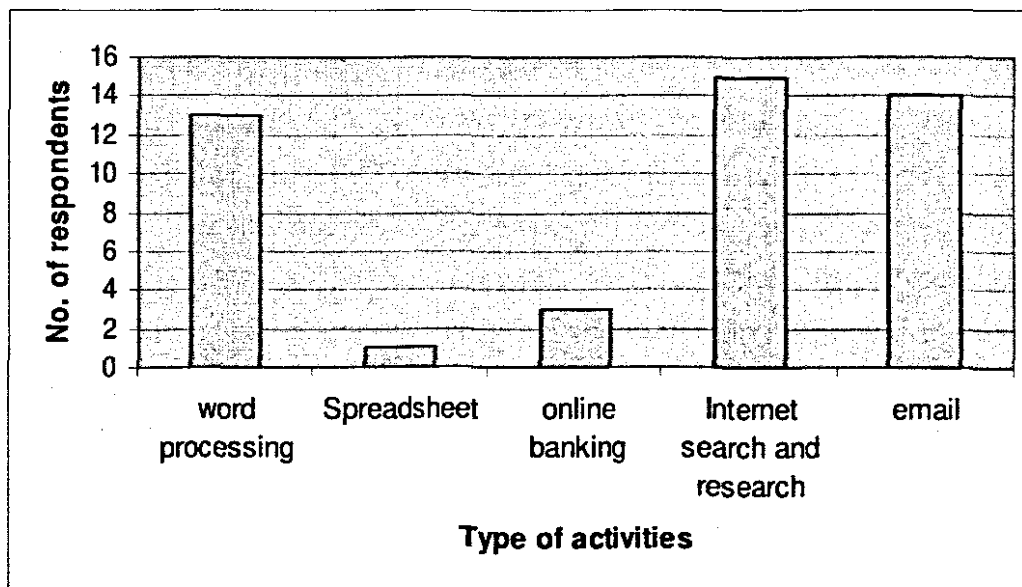 16
14
12
10
8
6
4
2
0
No. of respondents
word processing
Spreadsheet
online banking
Internet search and research
email
Type of activities